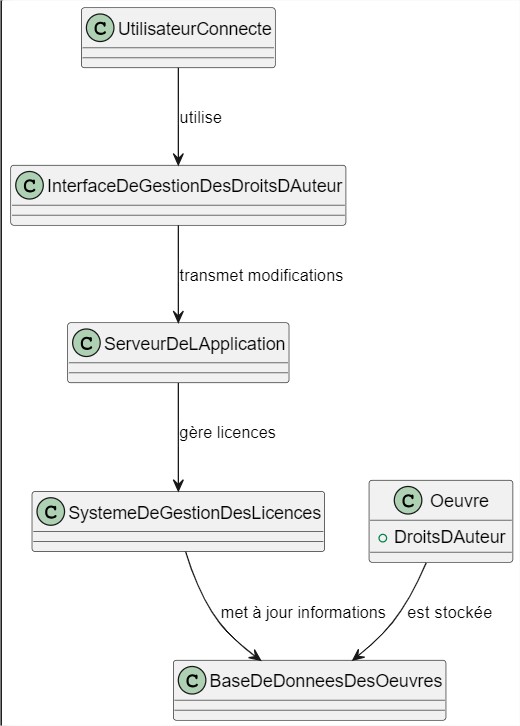 C UtilisateurConnecte
utilise
C InterfaceDeGestionDesDroitsDAuteur
transmet modifications
C ServeurDeLApplication
gère licences
C SystemeDeGestionDesLicences
C Oeuvre
DroitsDAuteur
met à jour informations
est stockée
C BaseDeDonneesDesOeuvres